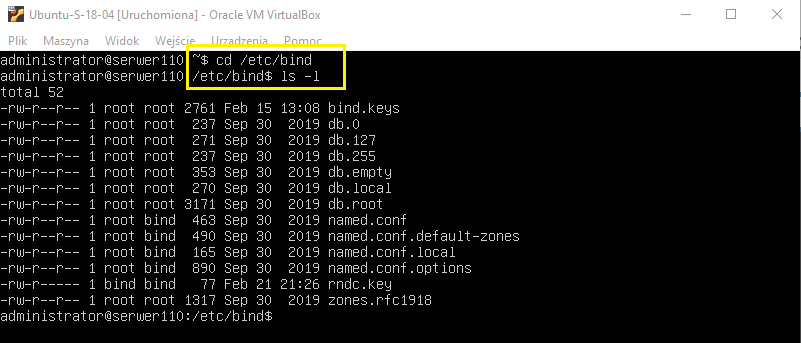 Ubuntu-S-18-04 [Uruchomiona] - Oracle VM VirtualBox
Plik Maszyna Widok Wejście Urządzenia Pomoc
administrator@serwer110 ~$ cd /etc/bind
administrator@serwer110 /etc/bind$ ls -l
total 52
-rw-r--r-- 1 root root 2761 Feb 15 13:08 bind.keys
-rw-r--r-- 1 root root  237 Sep 30  2019 db.0
-rw-r--r-- 1 root root  271 Sep 30  2019 db.127
-rw-r--r-- 1 root root  237 Sep 30  2019 db.255
-rw-r--r-- 1 root root  353 Sep 30  2019 db.empty
-rw-r--r-- 1 root root  270 Sep 30  2019 db.local
-rw-r--r-- 1 root root 3171 Sep 30  2019 db.root
-rw-r--r-- 1 root bind  463 Sep 30  2019 named.conf
-rw-r--r-- 1 root bind  490 Sep 30  2019 named.conf.default-zones
-rw-r--r-- 1 root bind  165 Sep 30  2019 named.conf.local
-rw-r--r-- 1 root bind  890 Sep 30  2019 named.conf.options
-rw-r----- 1 bind bind   77 Feb 21 21:26 rndc.key
-rw-r--r-- 1 root root 1317 Sep 30  2019 zones.rfc1918
administrator@serwer110:/etc/bind$